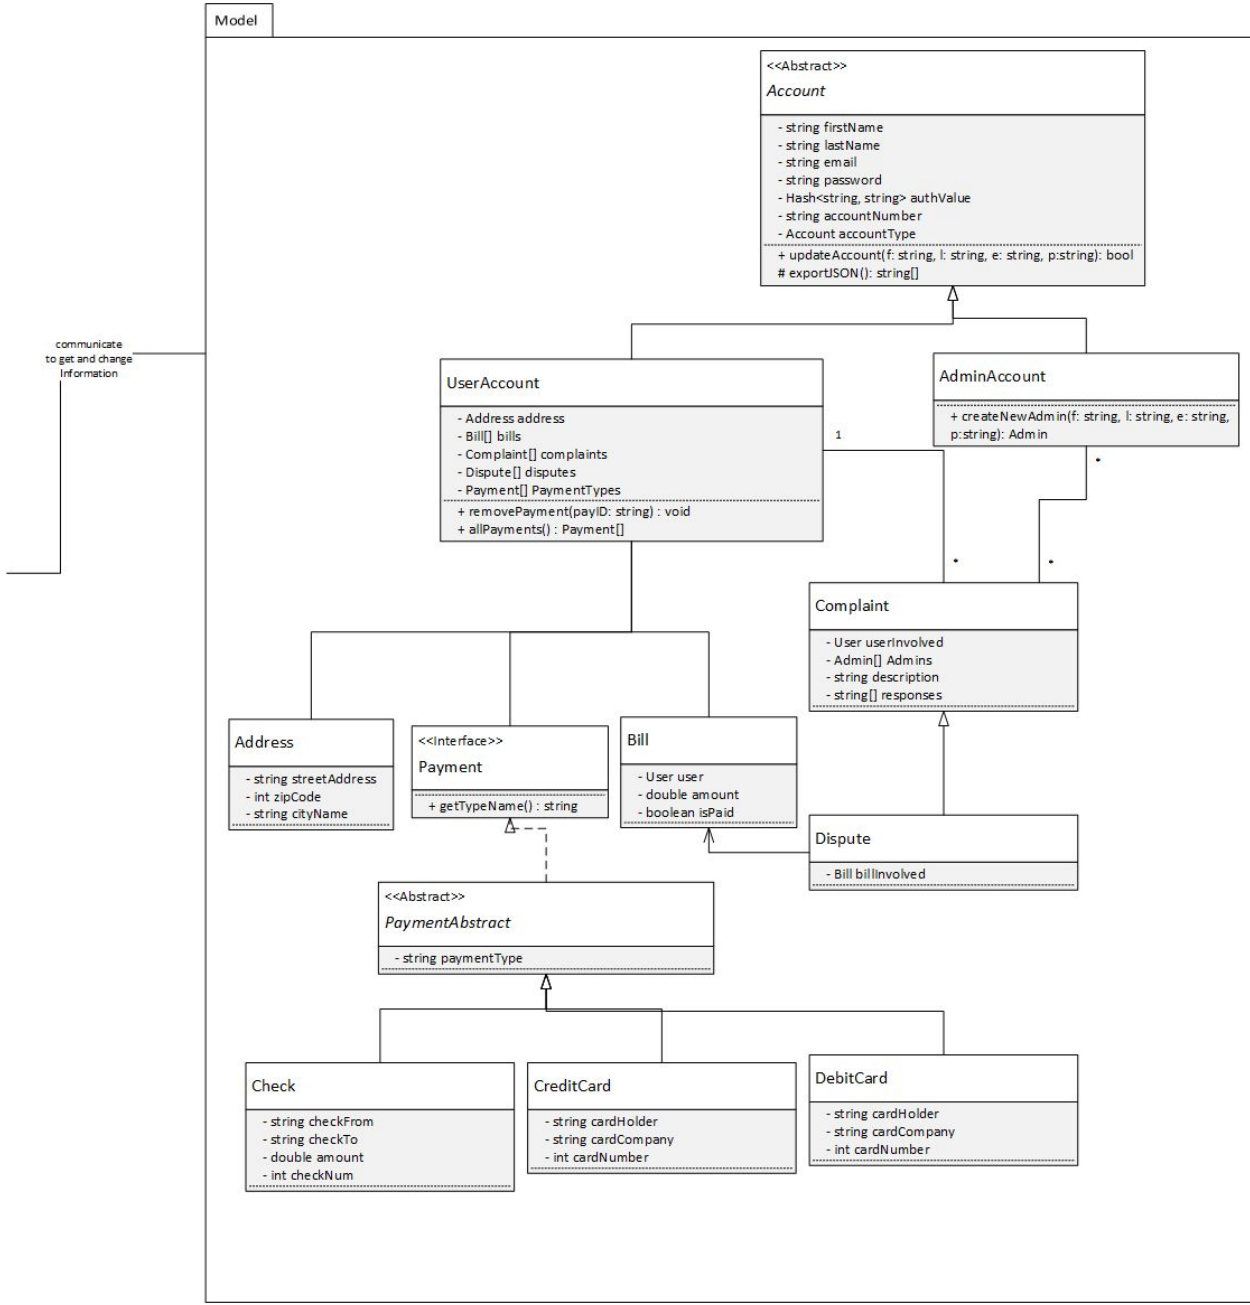 Model
<<Abstract>>
Account
- string firstName
- string lastName
- string email
- string password
- Hash<string, string> authValue
- string accountNumber
- Account accountType
+ updateAccount(f: string, l: string, e: string, p:string): bool
# exportJSON(): string[]
communicate
to get and change
Information
UserAccount
- Address address
- Bill[] bills
- Complaint[] complaints
- Dispute[] disputes
- Payment[] PaymentTypes
+ removePayment(payID: string) : void
+ allPayments() : Payment[]
AdminAccount
+ createNewAdmin(f: string, l: string, e: string,
p:string): Admin
1
*
*
*
Complaint
- User userInvolved
- Admin[] Admins
- string description
- string[] responses
Address
- string streetAddress
- int zipCode
- string cityName
<<Interface>>
Payment
+ getTypeName() : string
Bill
- User user
- double amount
- boolean isPaid
Dispute
- Bill billInvolved
<<Abstract>>
PaymentAbstract
- string paymentType
Check
- string checkFrom
- string checkTo
- double amount
- int checkNum
CreditCard
- string cardHolder
- string cardCompany
- int cardNumber
DebitCard
- string cardHolder
- string cardCompany
- int cardNumber